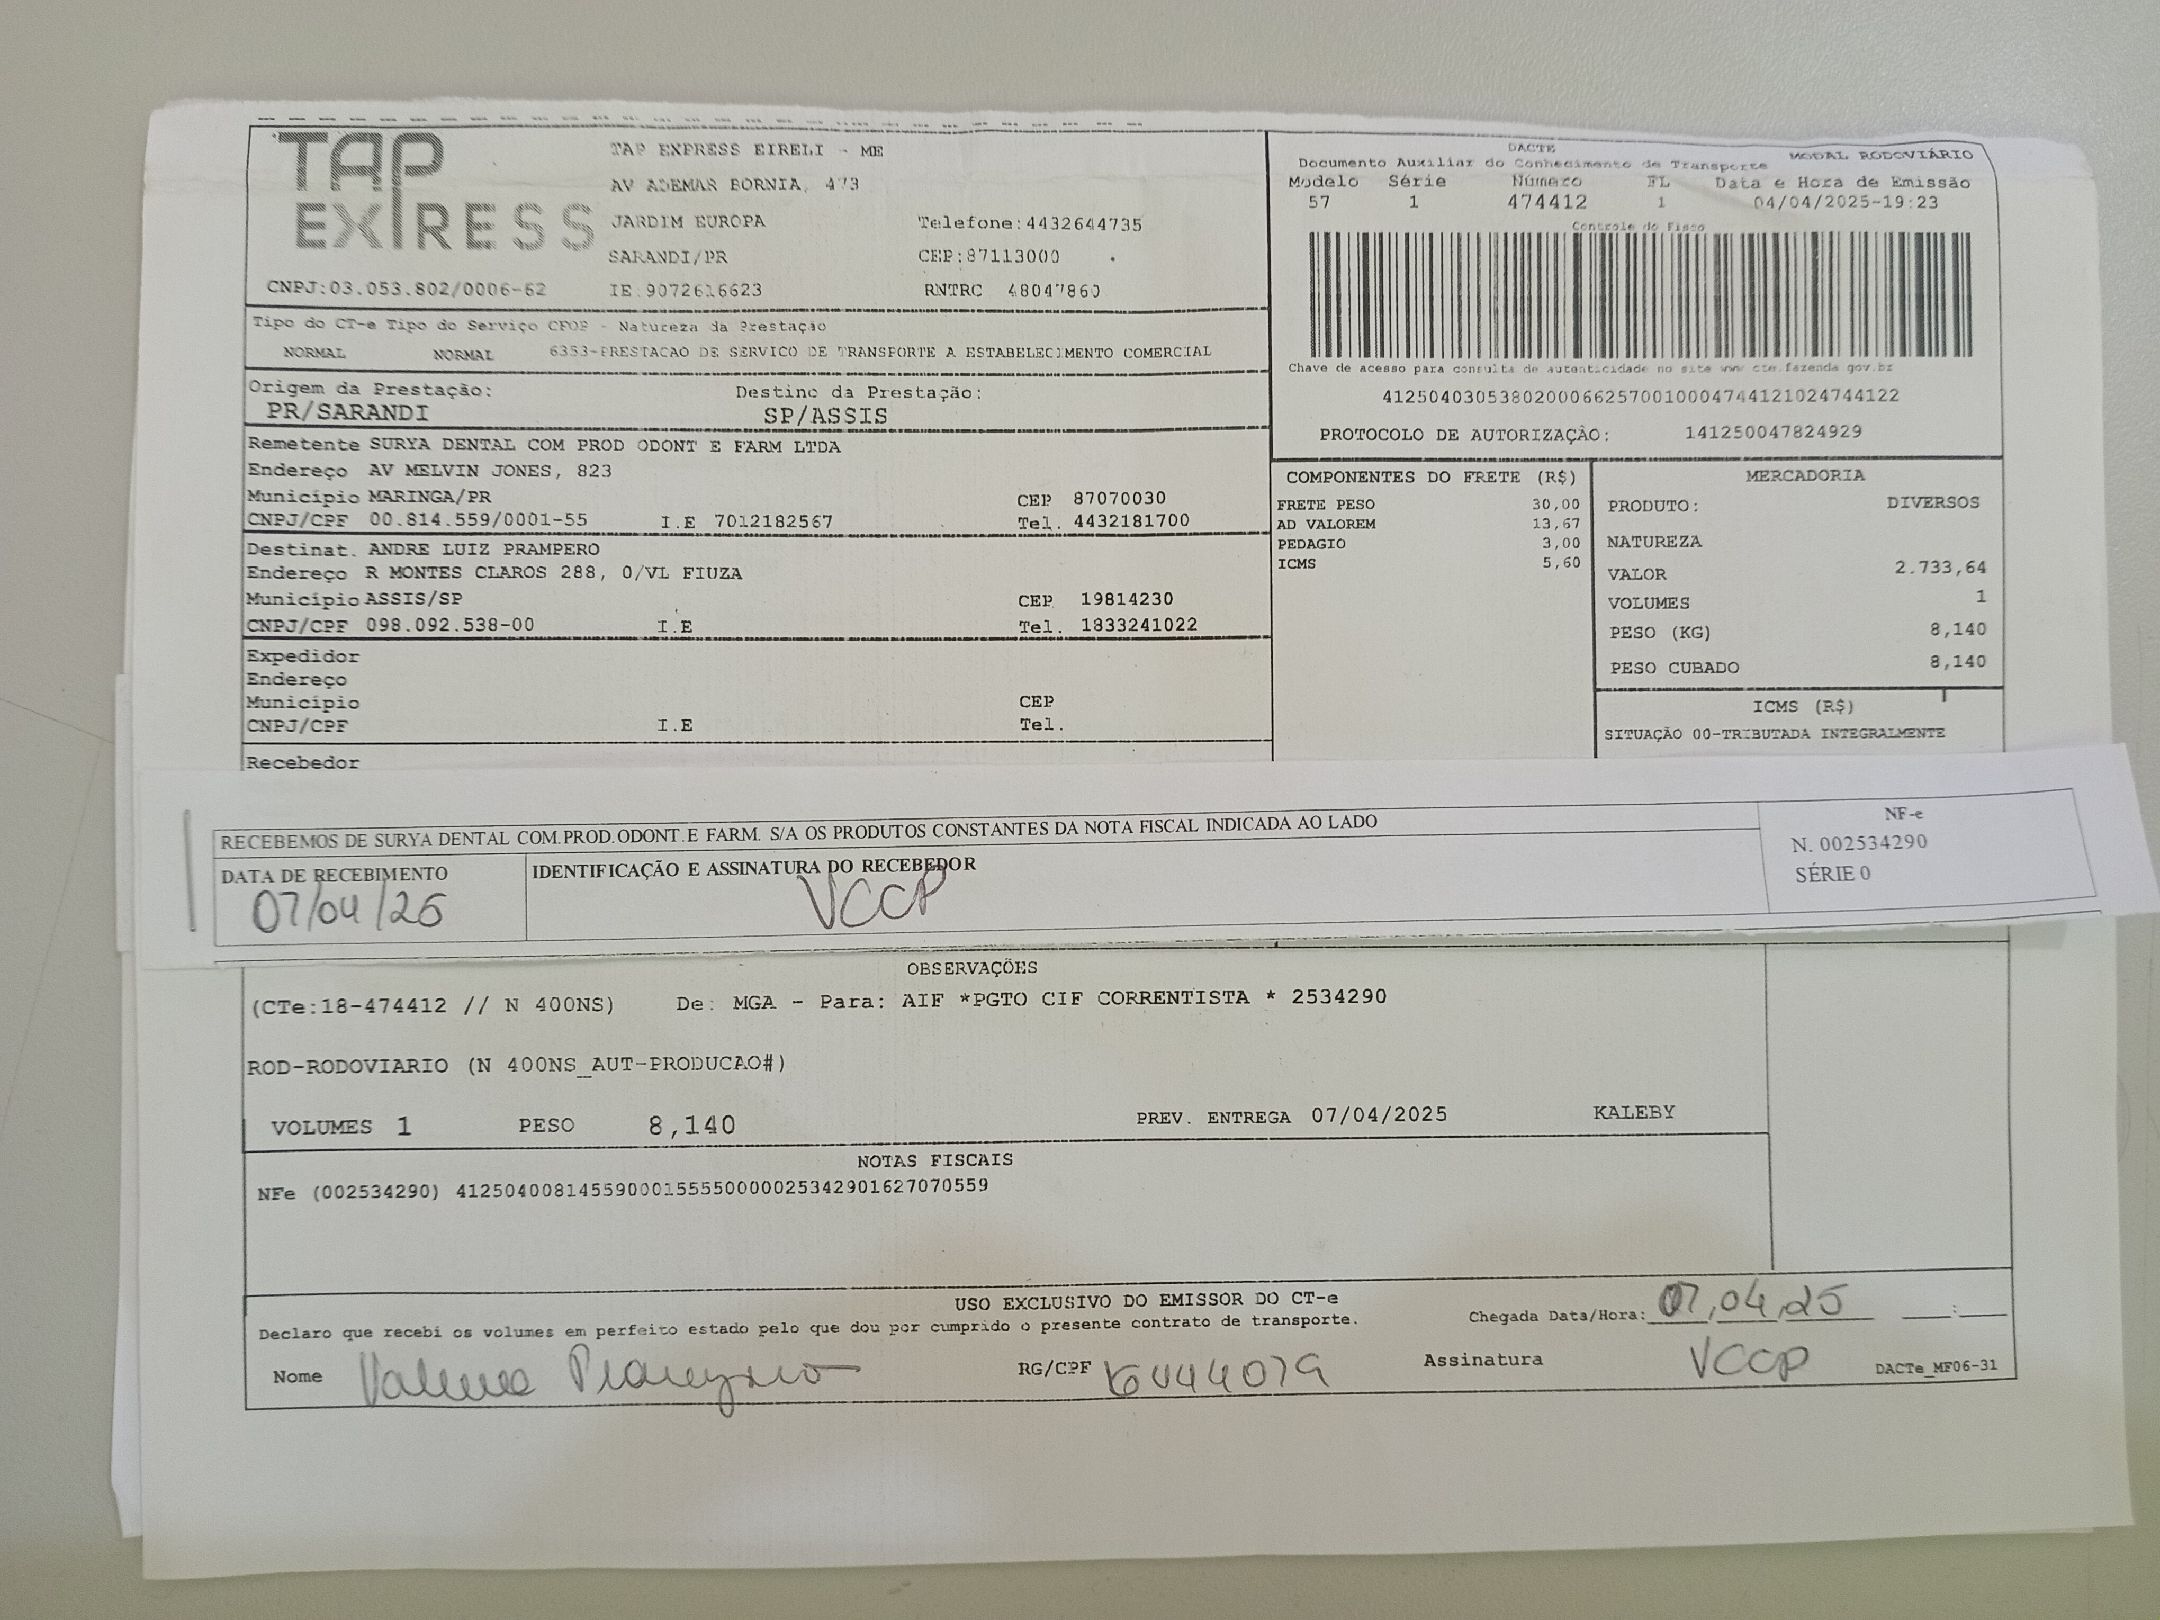 TAP EXPRESS
TAP EXPRESS EIRELI - ME
AV ADEMAR BORNIA, 473
JARDIM EUROPA Telefone:4432644735
SARANDI/PR CEP:87113000
CNPJ:03.053.802/0006-62 IE:9072616623 RNTRC 48047860
DACTE MODAL RODOVIÁRIO
Documento Auxiliar do Conhecimento de Transporte
Modelo Série Número FL Data e Hora de Emissão
57 1 474412 1 04/04/2025-19:23
Controle do Fisco
Chave de acesso para consulta de autenticidade no site www.cte.fazenda.gov.br
41250403053802000662570010004744121024744122
PROTOCOLO DE AUTORIZAÇÃO: 141250047824929
Tipo do CT-e Tipo do Serviço CFOP - Natureza da Prestação
NORMAL NORMAL 6353-PRESTACAO DE SERVICO DE TRANSPORTE A ESTABELECIMENTO COMERCIAL
Origem da Prestação: Destino da Prestação:
PR/SARANDI SP/ASSIS
Remetente SURYA DENTAL COM PROD ODONT E FARM LTDA
Endereço AV MELVIN JONES, 823
Município MARINGA/PR CEP 87070030
CNPJ/CPF 00.814.559/0001-55 I.E 7012182567 Tel. 4432181700
Destinat. ANDRE LUIZ PRAMPERO
Endereço R MONTES CLAROS 288, 0/VL FIUZA
Município ASSIS/SP CEP 19814230
CNPJ/CPF 098.092.538-00 I.E Tel. 1833241022
Expedidor
Endereço
Município CEP
CNPJ/CPF I.E Tel.
Recebedor
COMPONENTES DO FRETE (R$)
FRETE PESO 30,00
AD VALOREM 13,67
PEDAGIO 3,00
ICMS 5,60
MERCADORIA
PRODUTO: DIVERSOS
NATUREZA
VALOR 2.733,64
VOLUMES 1
PESO (KG) 8,140
PESO CUBADO 8,140
ICMS (R$)
SITUAÇÃO 00-TRIBUTADA INTEGRALMENTE
RECEBEMOS DE SURYA DENTAL COM.PROD.ODONT.E FARM. S/A OS PRODUTOS CONSTANTES DA NOTA FISCAL INDICADA AO LADO
DATA DE RECEBIMENTO IDENTIFICAÇÃO E ASSINATURA DO RECEBEDOR
07/04/25 VCCP
NF-e
N. 002534290
SÉRIE 0
OBSERVAÇÕES
(CTe:18-474412 // N 400NS) De: MGA - Para: AIF *PGTO CIF CORRENTISTA * 2534290
ROD-RODOVIARIO (N 400NS_AUT-PRODUCAO#)
VOLUMES 1 PESO 8,140 PREV. ENTREGA 07/04/2025 KALEBY
NOTAS FISCAIS
NFe (002534290) 41250400814559000155550000025342901627070559
USO EXCLUSIVO DO EMISSOR DO CT-e
Declaro que recebi os volumes em perfeito estado pelo que dou por cumprido o presente contrato de transporte. Chegada Data/Hora: 07,04,25 :
Nome RG/CPF Assinatura VCCP DACTe_MF06-31